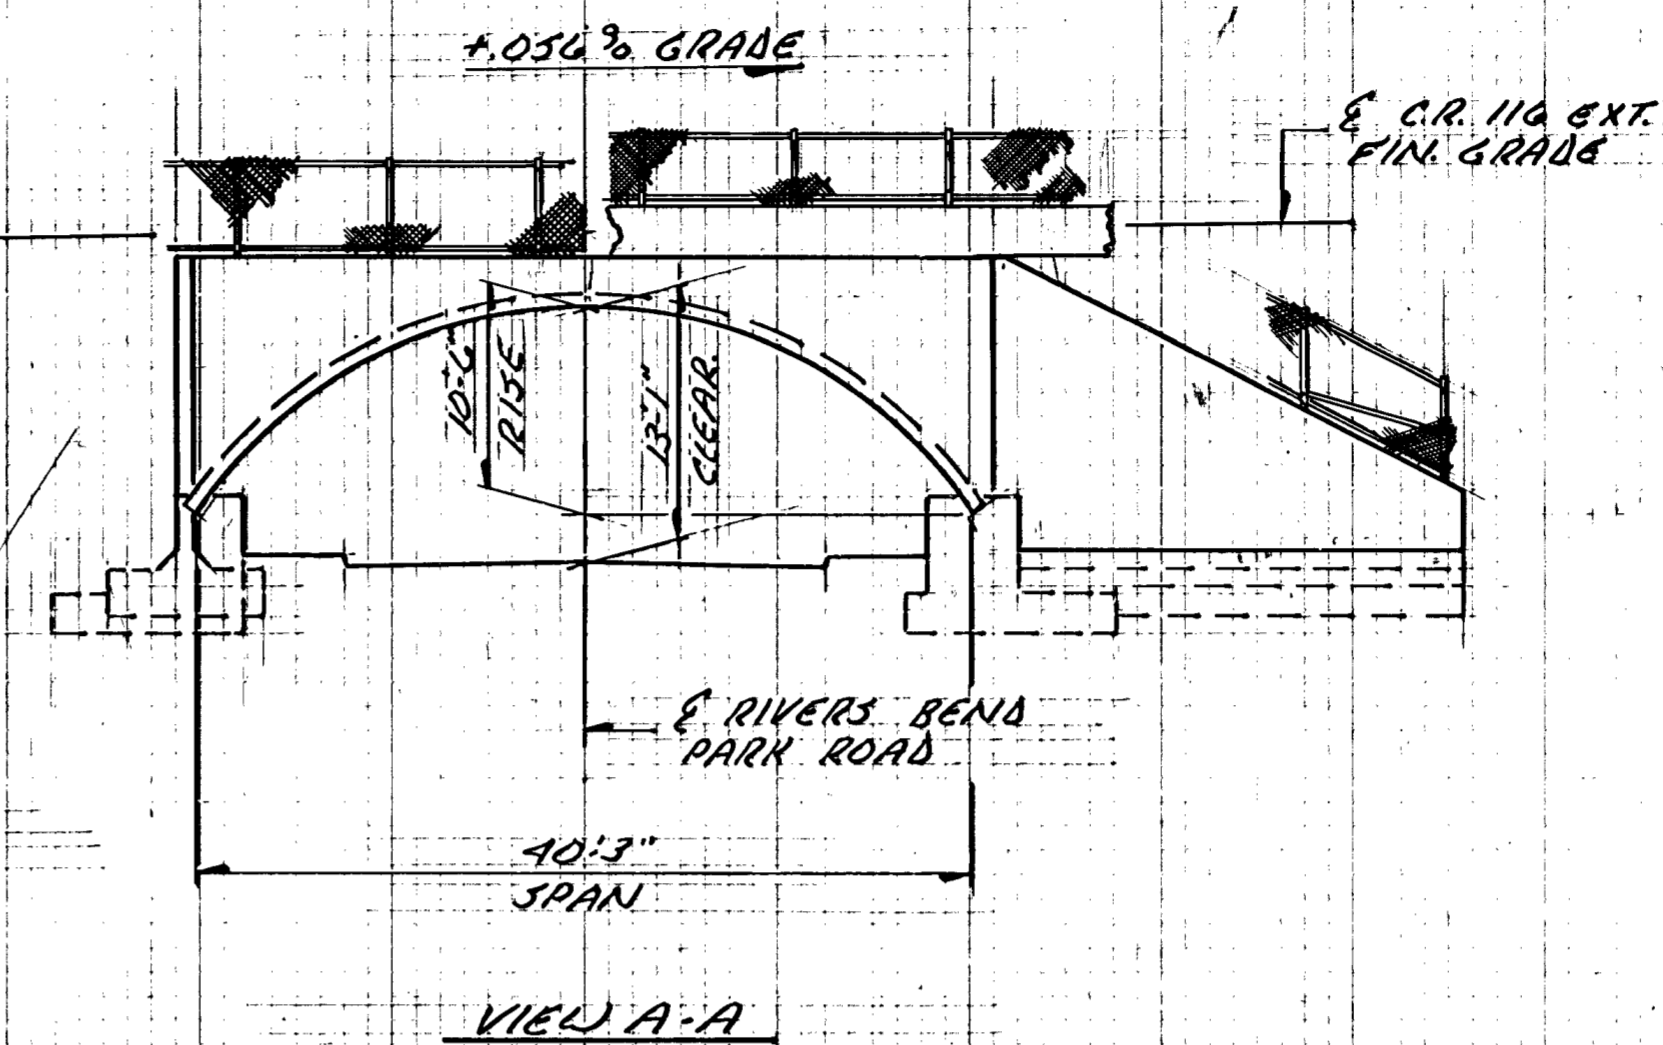 +.056% GRADE
℄ C.R. 116 EXT.
FIN. GRADE
10'-6"
RISE
13'-1"
CLEAR.
℄ RIVERS BEND
PARK ROAD
40'-3"
SPAN
VIEW A-A